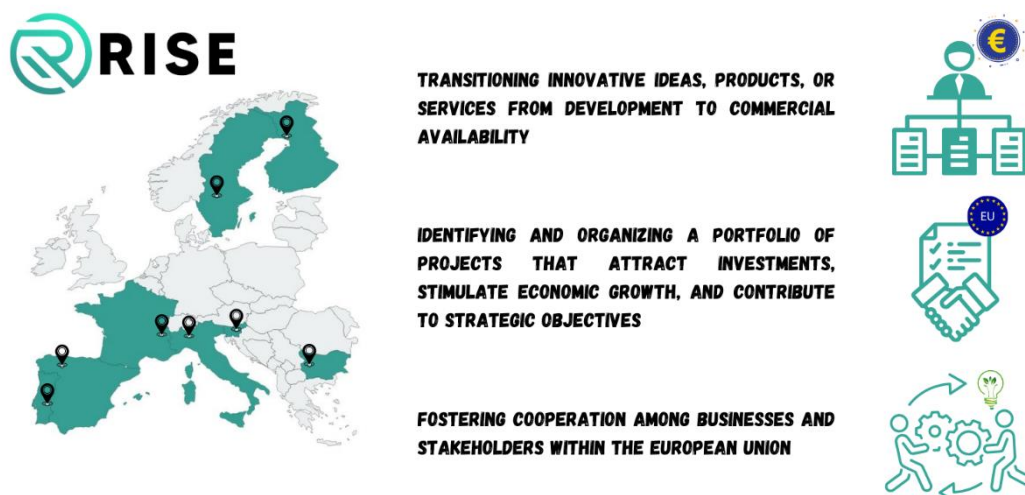 RISE
TRANSITIONING INNOVATIVE IDEAS, PRODUCTS, OR
SERVICES FROM DEVELOPMENT TO COMMERCIAL
AVAILABILITY
€
IDENTIFYING AND ORGANIZING A PORTFOLIO OF
PROJECTS THAT ATTRACT INVESTMENTS,
STIMULATE ECONOMIC GROWTH, AND CONTRIBUTE
TO STRATEGIC OBJECTIVES
EU
FOSTERING COOPERATION AMONG BUSINESSES AND
STAKEHOLDERS WITHIN THE EUROPEAN UNION